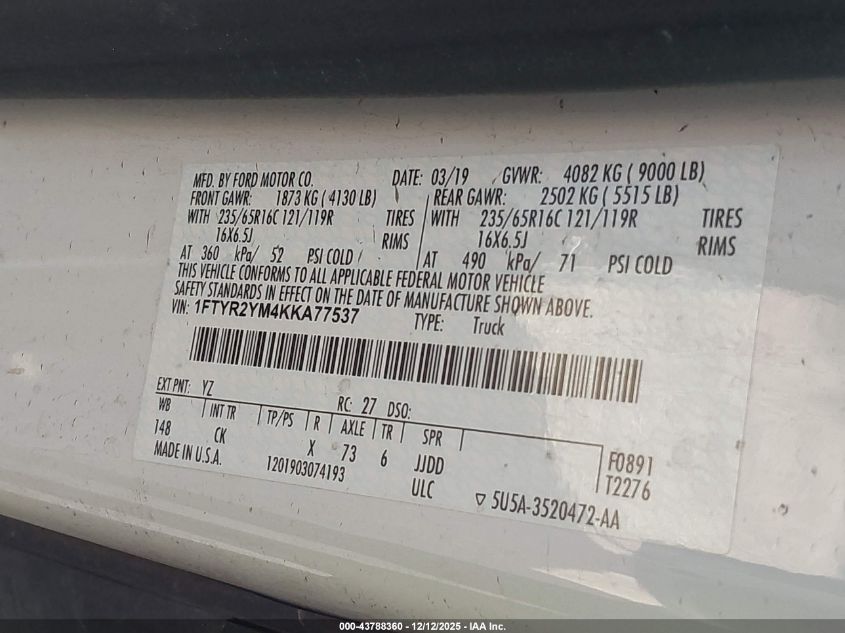 MFD. BY FORD MOTOR CO. DATE: 03/19 GVWR: 4082 KG ( 9000 LB)
FRONT GAWR: 1873 KG ( 4130 LB) REAR GAWR: 2502 KG ( 5515 LB)
WITH 235/65R16C 121/119R TIRES WITH 235/65R16C 121/119R TIRES
16X6.5J RIMS 16X6.5J RIMS
AT 360 kPa/ 52 PSI COLD AT 490 kPa/ 71 PSI COLD
THIS VEHICLE CONFORMS TO ALL APPLICABLE FEDERAL MOTOR VEHICLE
SAFETY STANDARDS IN EFFECT ON THE DATE OF MANUFACTURE SHOWN ABOVE.
VIN: 1FTYR2YM4KKA77537 TYPE: Truck
EXT PNT: YZ RC: 27 DSO:
WB INT TR TP/PS R AXLE TR SPR
148 CK X 73 6 JJDD F0891
MADE IN U.S.A. 1201903074193 ULC T2276
5U5A-3520472-AA
000-43788360 - 12/12/2025 - IAA Inc.